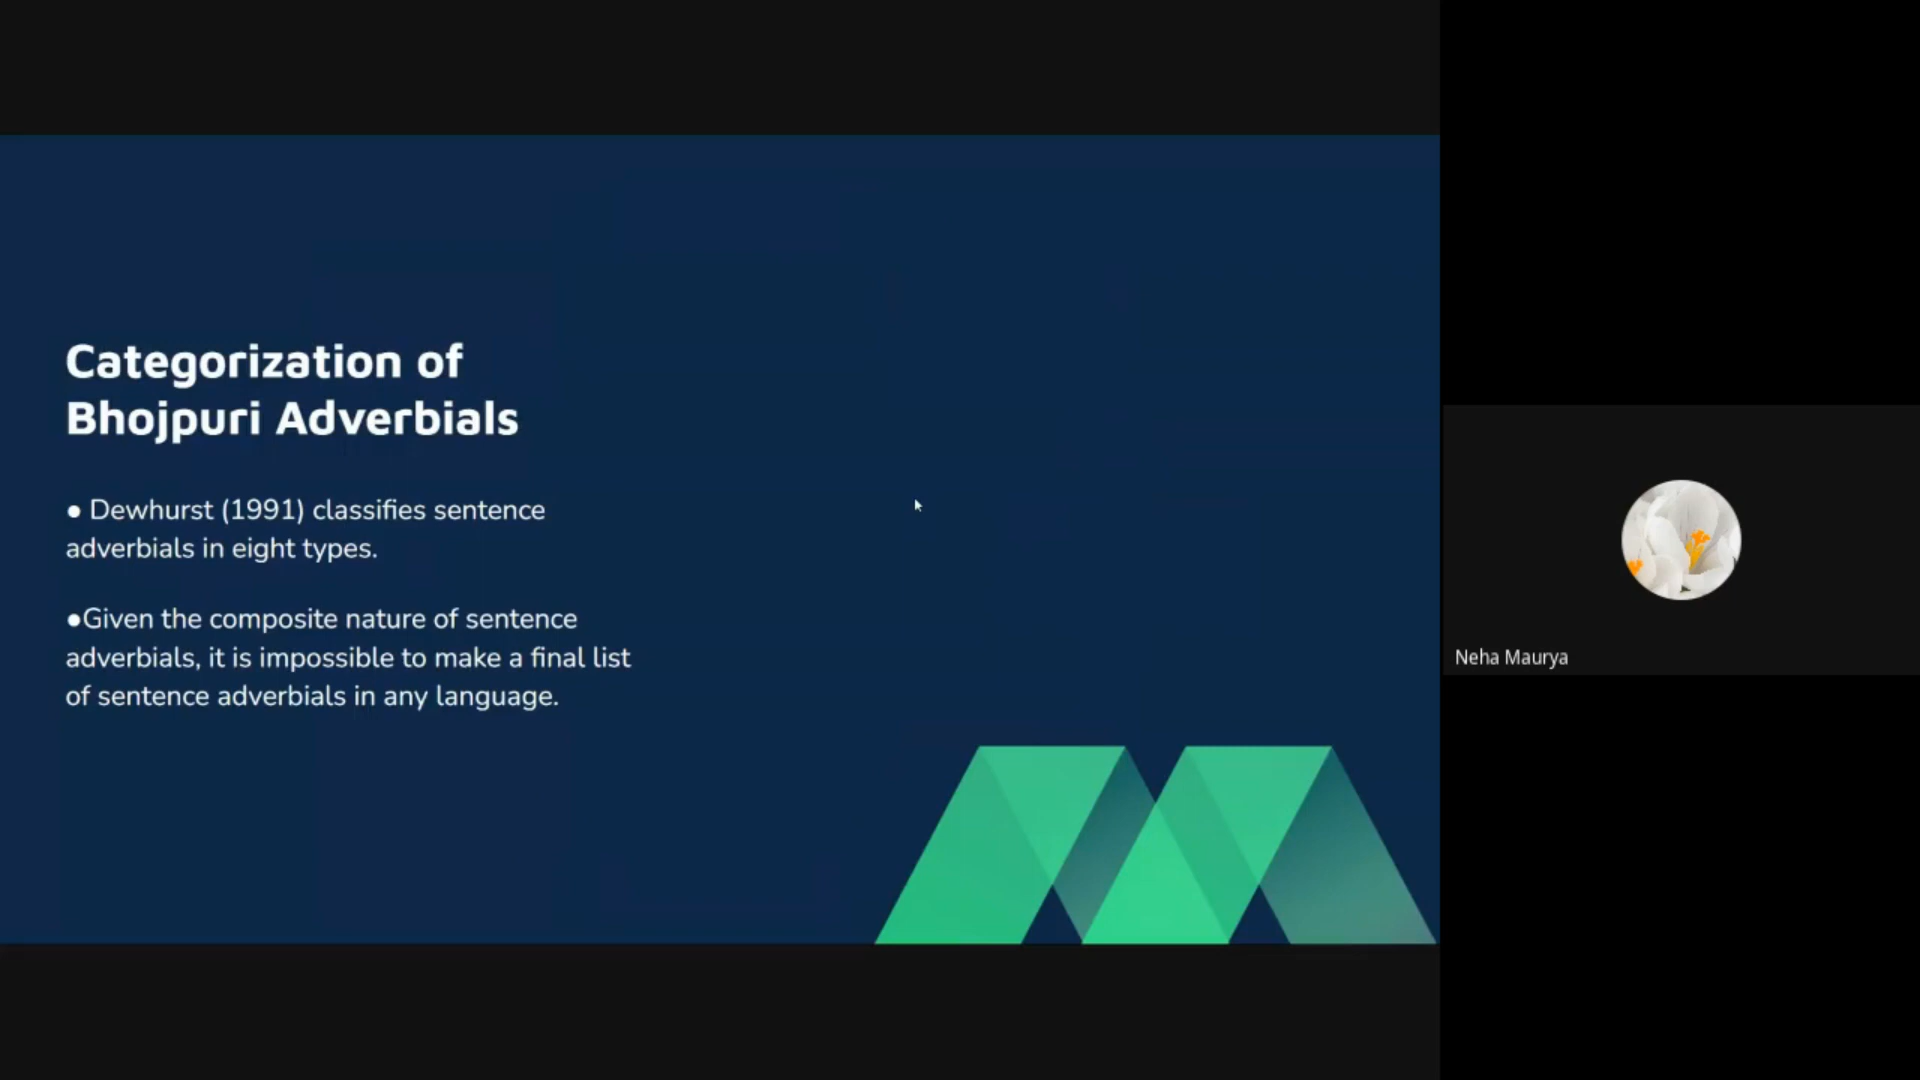 Categorization of
Bhojpuri Adverbials
● Dewhurst (1991) classifies sentence
adverbials in eight types.
●Given the composite nature of sentence
adverbials, it is impossible to make a final list
of sentence adverbials in any language.
Neha Maurya